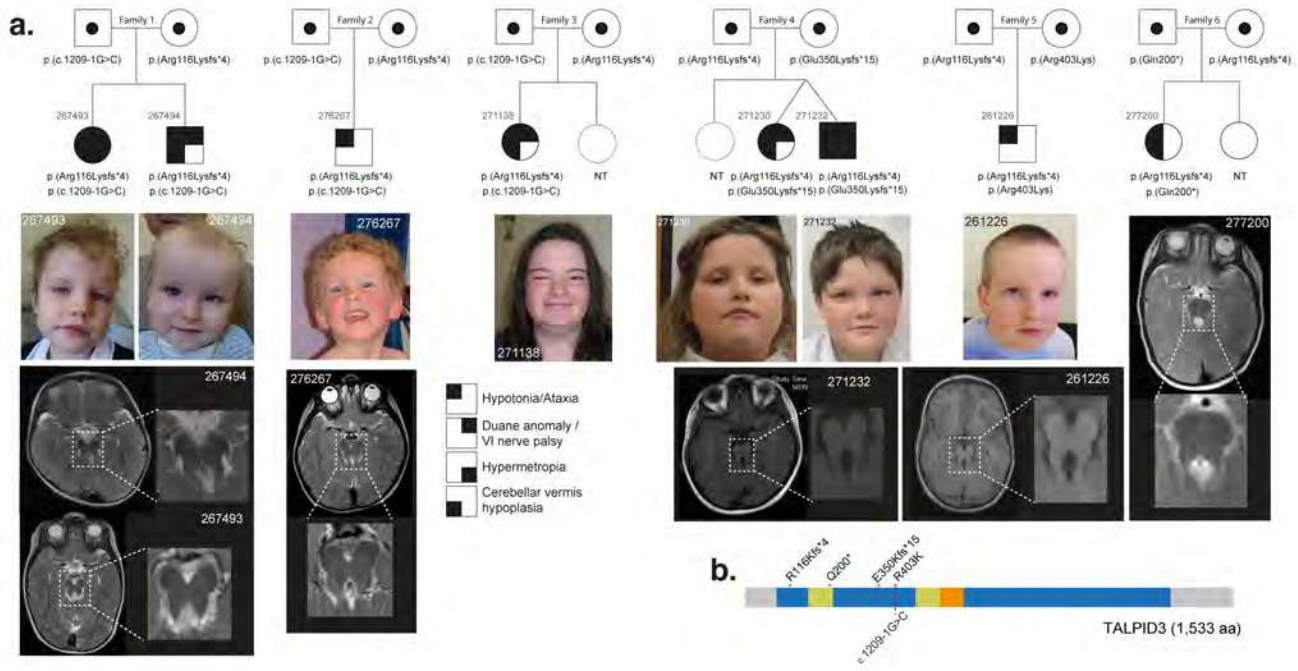 a.
Family 1
p.(c.1209-1G>C)
p.(Arg116Lysfs*4)
267493
267494
p.(Arg116Lysfs*4)
p.(c.1209-1G>C)
p.(Arg116Lysfs*4)
p.(c.1209-1G>C)
Family 2
p.(c.1209-1G>C)
p.(Arg116Lysfs*4)
276267
p.(Arg116Lysfs*4)
p.(c.1209-1G>C)
Family 3
p.(c.1209-1G>C)
p.(Arg116Lysfs*4)
271138
p.(Arg116Lysfs*4)
p.(c.1209-1G>C)
NT
Family 4
p.(Arg116Lysfs*4)
p.(Glu350Lysfs*15)
271230
271232
NT
p.(Arg116Lysfs*4)
p.(Glu350Lysfs*15)
p.(Arg116Lysfs*4)
p.(Glu350Lysfs*15)
Family 5
p.(Arg116Lysfs*4)
p.(Arg403Lys)
261226
p.(Arg116Lysfs*4)
p.(Arg403Lys)
Family 6
p.(Gln200*)
p.(Arg116Lysfs*4)
277200
p.(Arg116Lysfs*4)
p.(Gln200*)
NT
267493
267494
276267
271138
271230
271232
261226
277200
267494
267493
276267
Hypotonia/Ataxia
Duane anomaly /
VI nerve palsy
Hypermetropia
Cerebellar vermis
hypoplasia
Study Time
271232
261226
b.
R116Kfs*4
Q200*
E350Kfs*15
R403K
c.1209-1G>C
TALPID3 (1,533 aa)